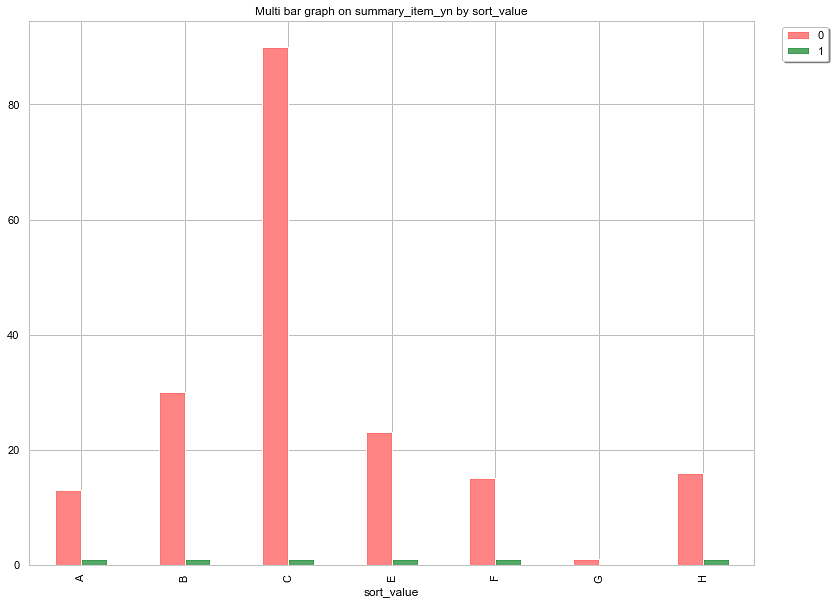 Multi bar graph on summary_item_yn by sort_value
0
1
80
60
40
20
0
A
B
C
E
F
G
H
sort_value